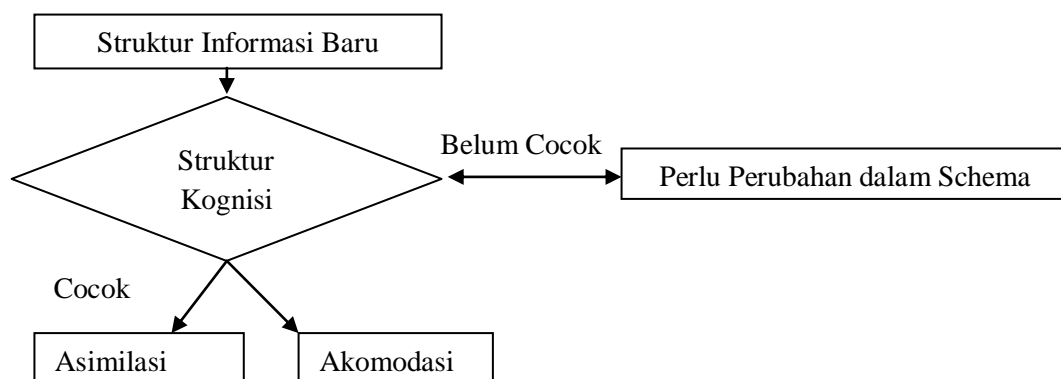 Struktur Informasi Baru
Struktur
Kognisi
Belum Cocok
Perlu Perubahan dalam Schema
Cocok
Asimilasi
Akomodasi